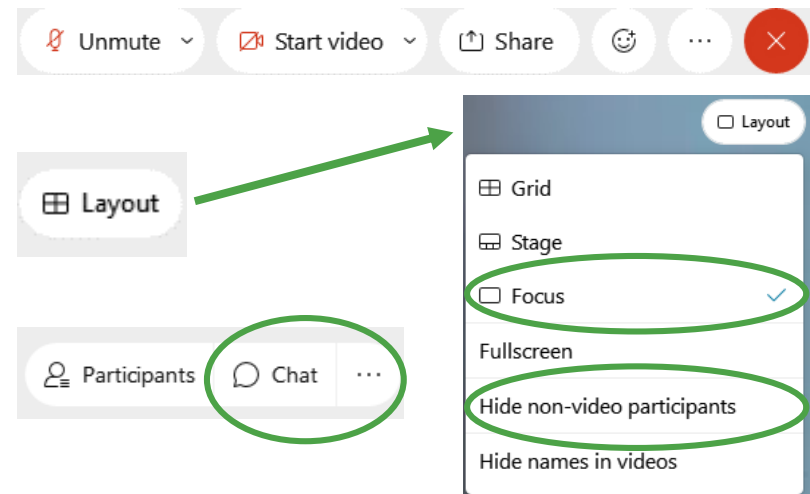 Unmute Start video Share ...
Layout
Layout
Grid
Stage
Focus
Fullscreen
Hide non-video participants
Hide names in videos
Participants Chat ...